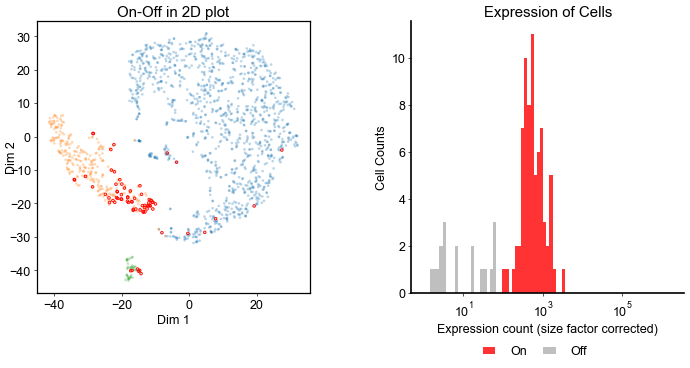 On-Off in 2D plot
30
20
10
0
−10
−20
−30
−40
Dim 2
−40
−20
0
20
Dim 1
Expression of Cells
10
8
6
4
2
0
Cell Counts
10^1
10^3
10^5
Expression count (size factor corrected)
On
Off